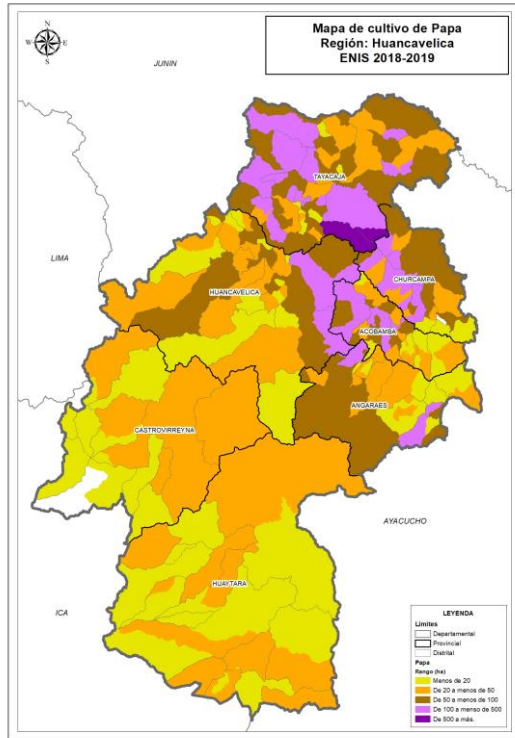 Mapa de cultivo de Papa
Región: Huancavelica
ENIS 2018-2019
N
W
E
S
JUNIN
TAYACAJA
LIMA
CHURCAMPA
HUANCAVELICA
ACOBAMBA
ANGARAES
CASTROVIRREYNA
AYACUCHO
HUAYTARA
ICA
LEYENDA
Límites
Departamental
Provincial
Distrital
Papa
Rango (ha)
Menos de 20
De 20 a menos de 50
De 50 a menos de 100
De 100 a menso de 500
De 500 a más.